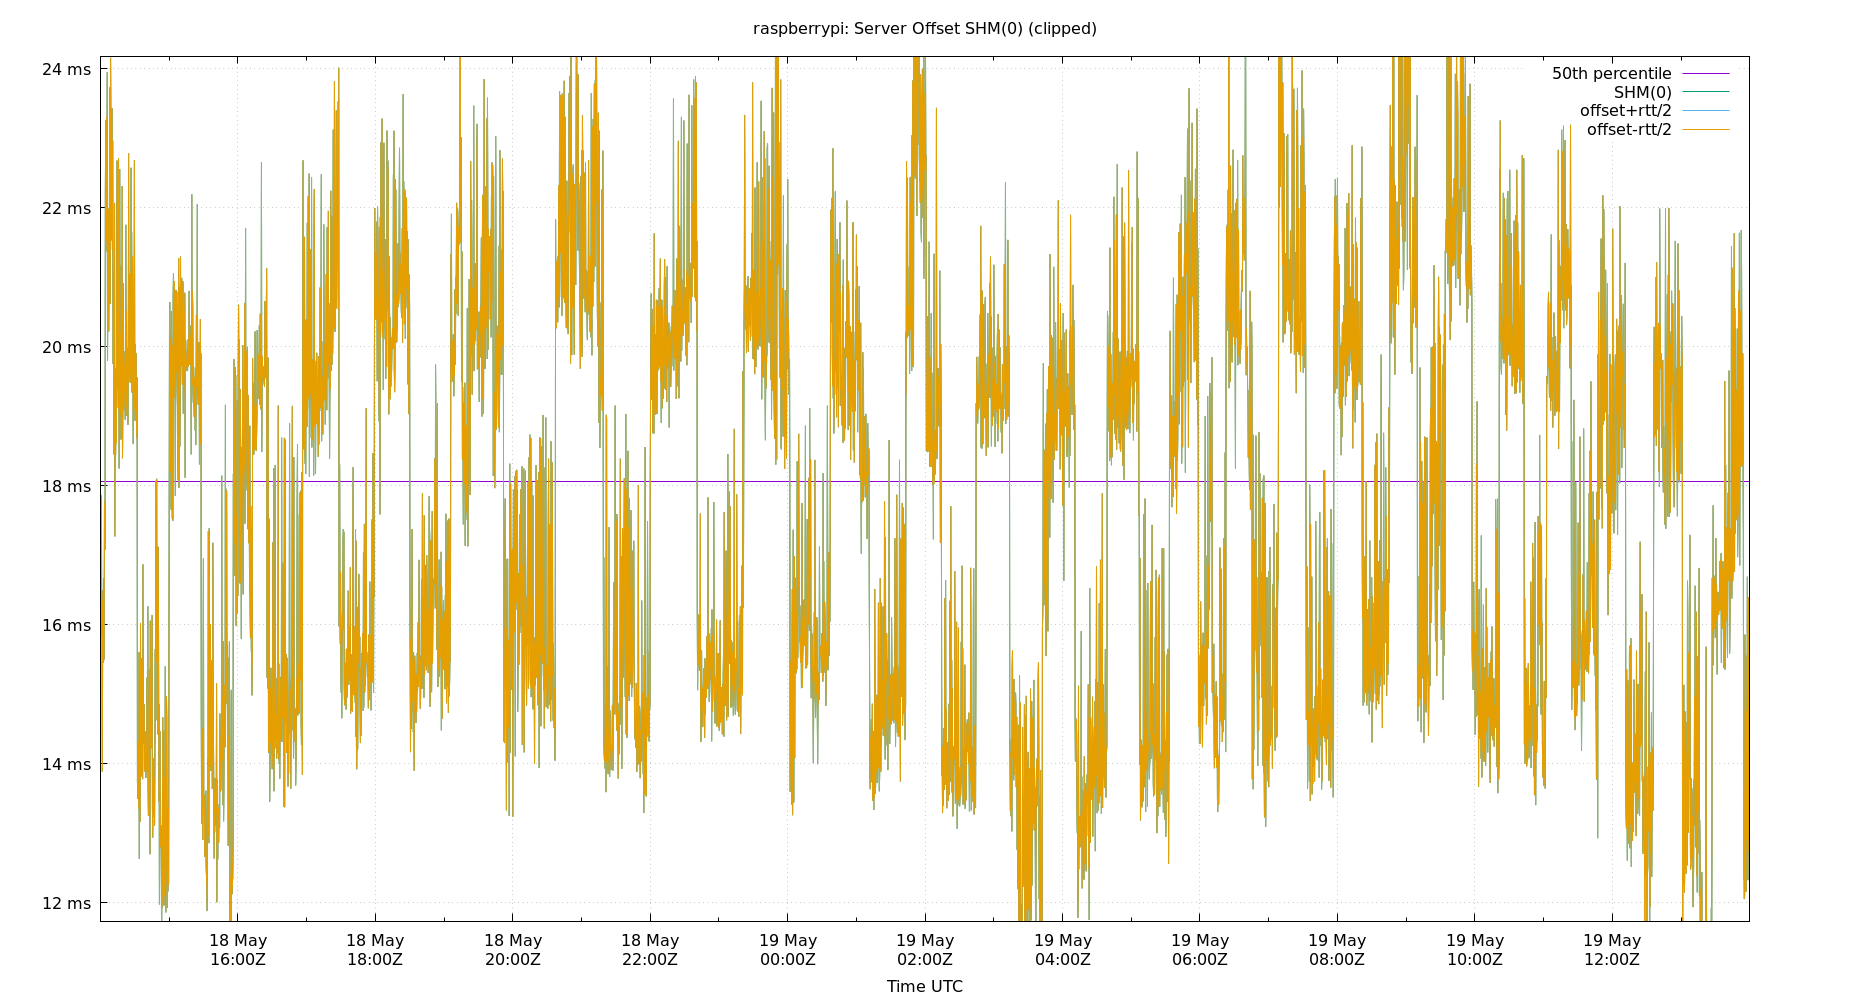 raspberrypi: Server Offset SHM(0) (clipped)
24 ms
22 ms
20 ms
18 ms
16 ms
14 ms
12 ms
50th percentile
SHM(0)
offset+rtt/2
offset-rtt/2
18 May 18 May 18 May 18 May 19 May 19 May 19 May 19 May 19 May 19 May 19 May
16:00Z 18:00Z 20:00Z 22:00Z 00:00Z 02:00Z 04:00Z 06:00Z 08:00Z 10:00Z 12:00Z
Time UTC